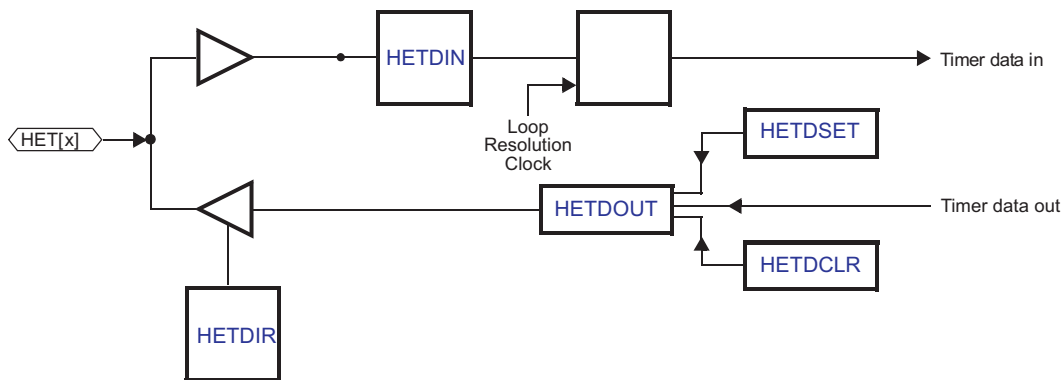 HETDIN
Timer data in
Loop
Resolution
Clock
HET[x]
HETDSET
HETDOUT
Timer data out
HETDCLR
HETDIR